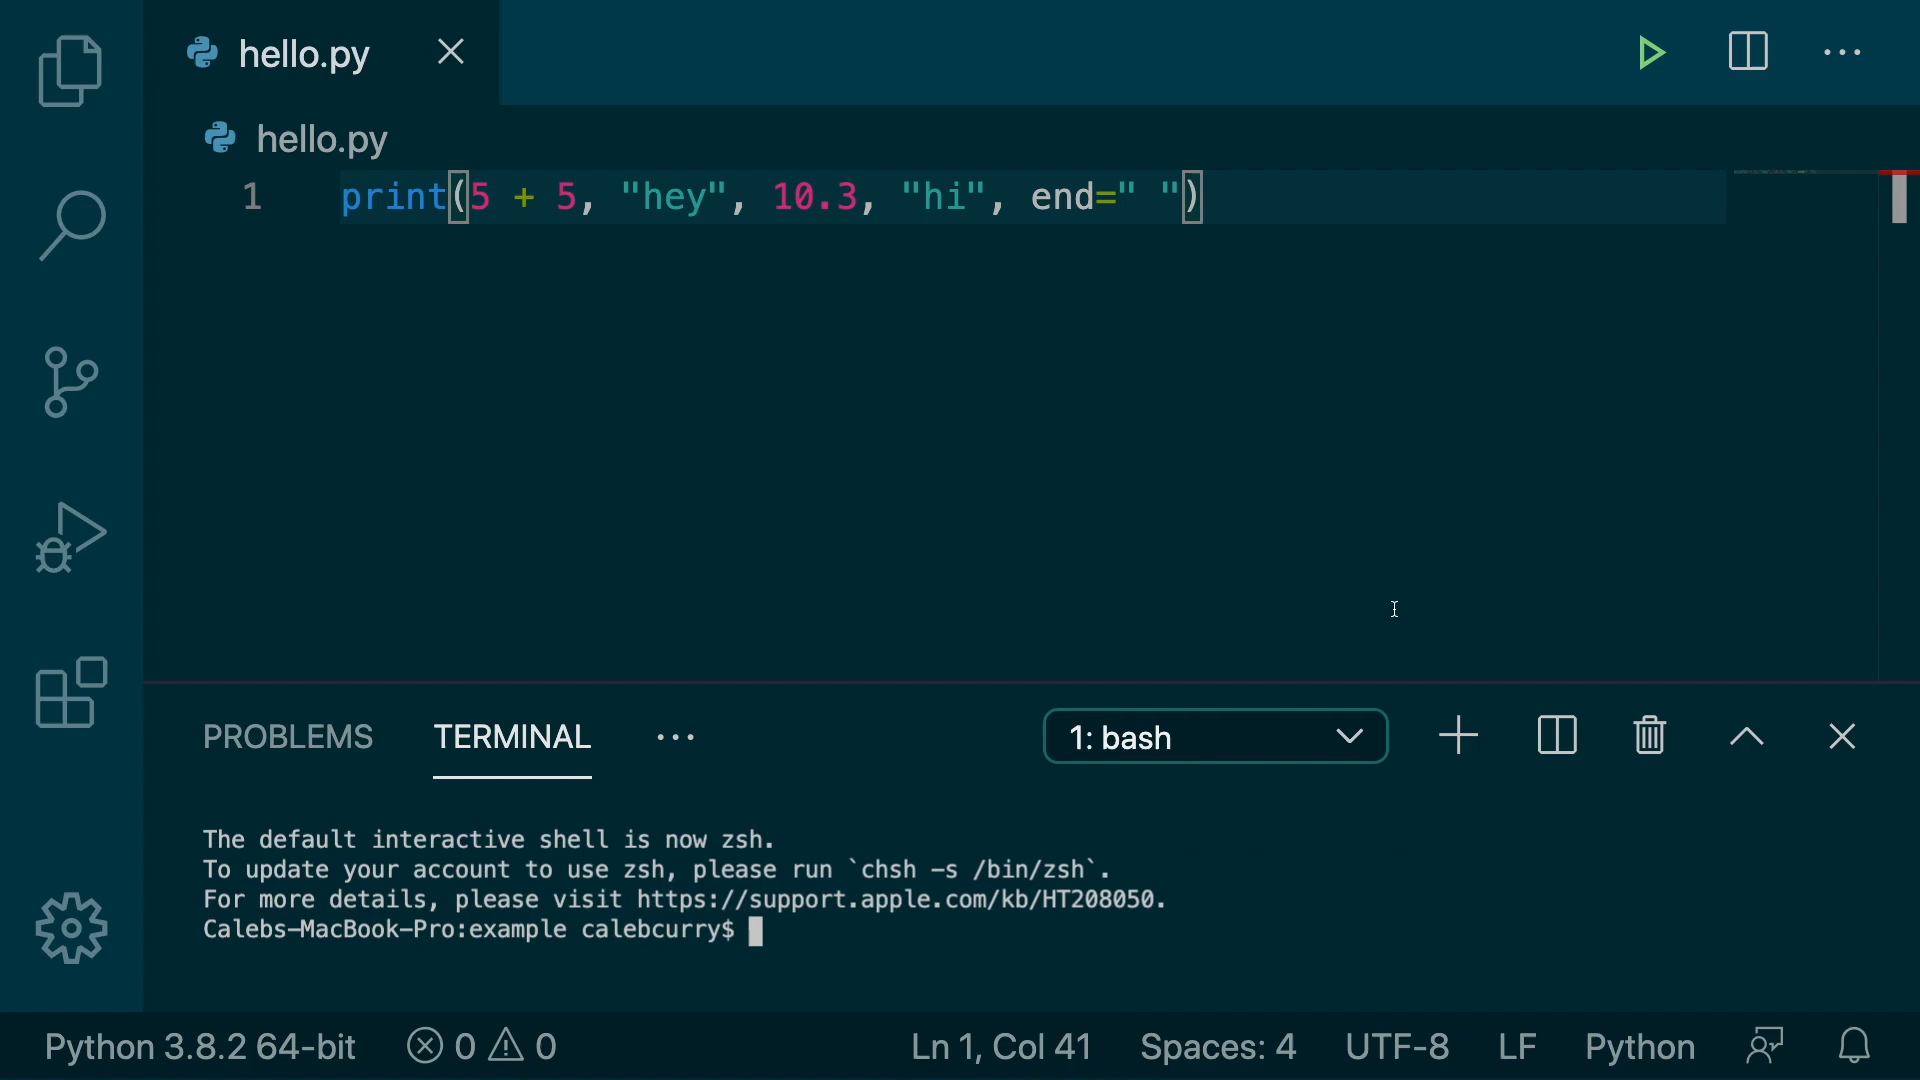 hello.py
hello.py
1 print(5 + 5, "hey", 10.3, "hi", end=" ")
PROBLEMS TERMINAL ... 1: bash
The default interactive shell is now zsh.
To update your account to use zsh, please run `chsh -s /bin/zsh`.
For more details, please visit https://support.apple.com/kb/HT208050.
Calebs-MacBook-Pro:example calebcurry$
Python 3.8.2 64-bit 0 0 Ln 1, Col 41 Spaces: 4 UTF-8 LF Python